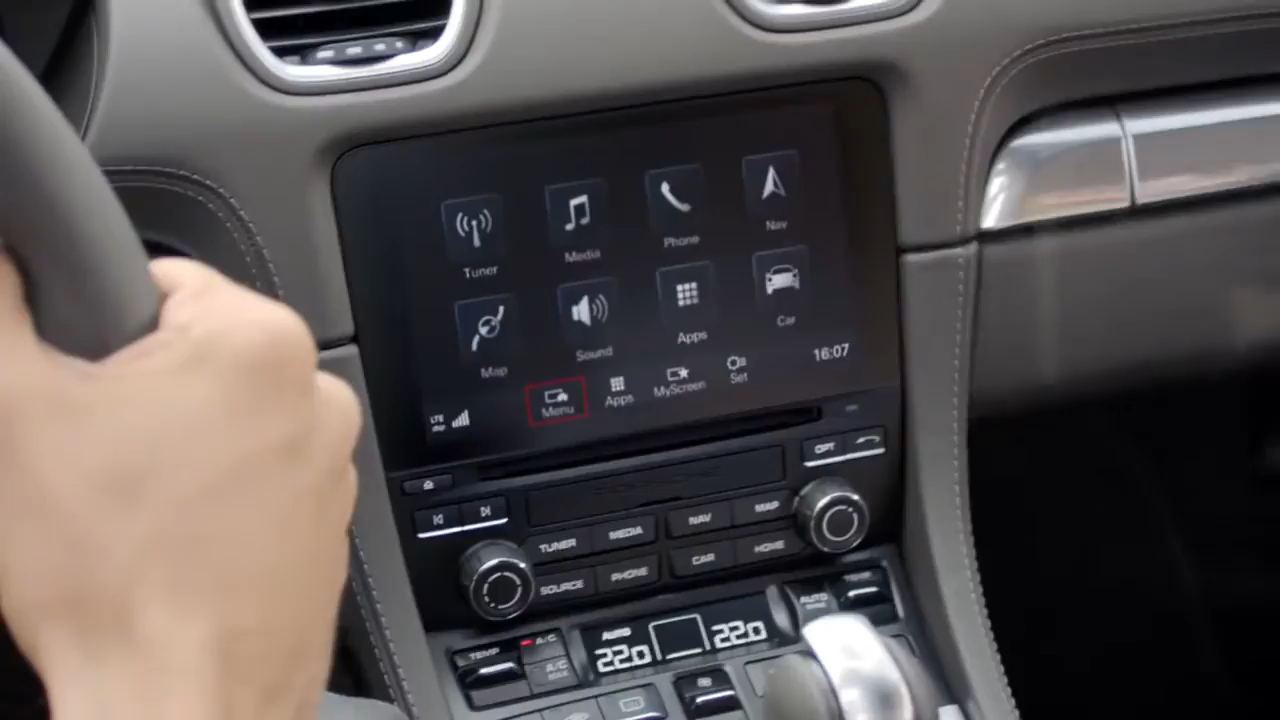 Tuner
Media
Phone
Nav
Map
Sound
Apps
Car
LTE
Menu
Apps
MyScreen
Set
16:07
OPT
TUNER
MEDIA
NAV
MAP
SOURCE
PHONE
CAR
HOME
TEMP
A/C
A/C
MAX
AUTO
22.0
22.0
AUTO